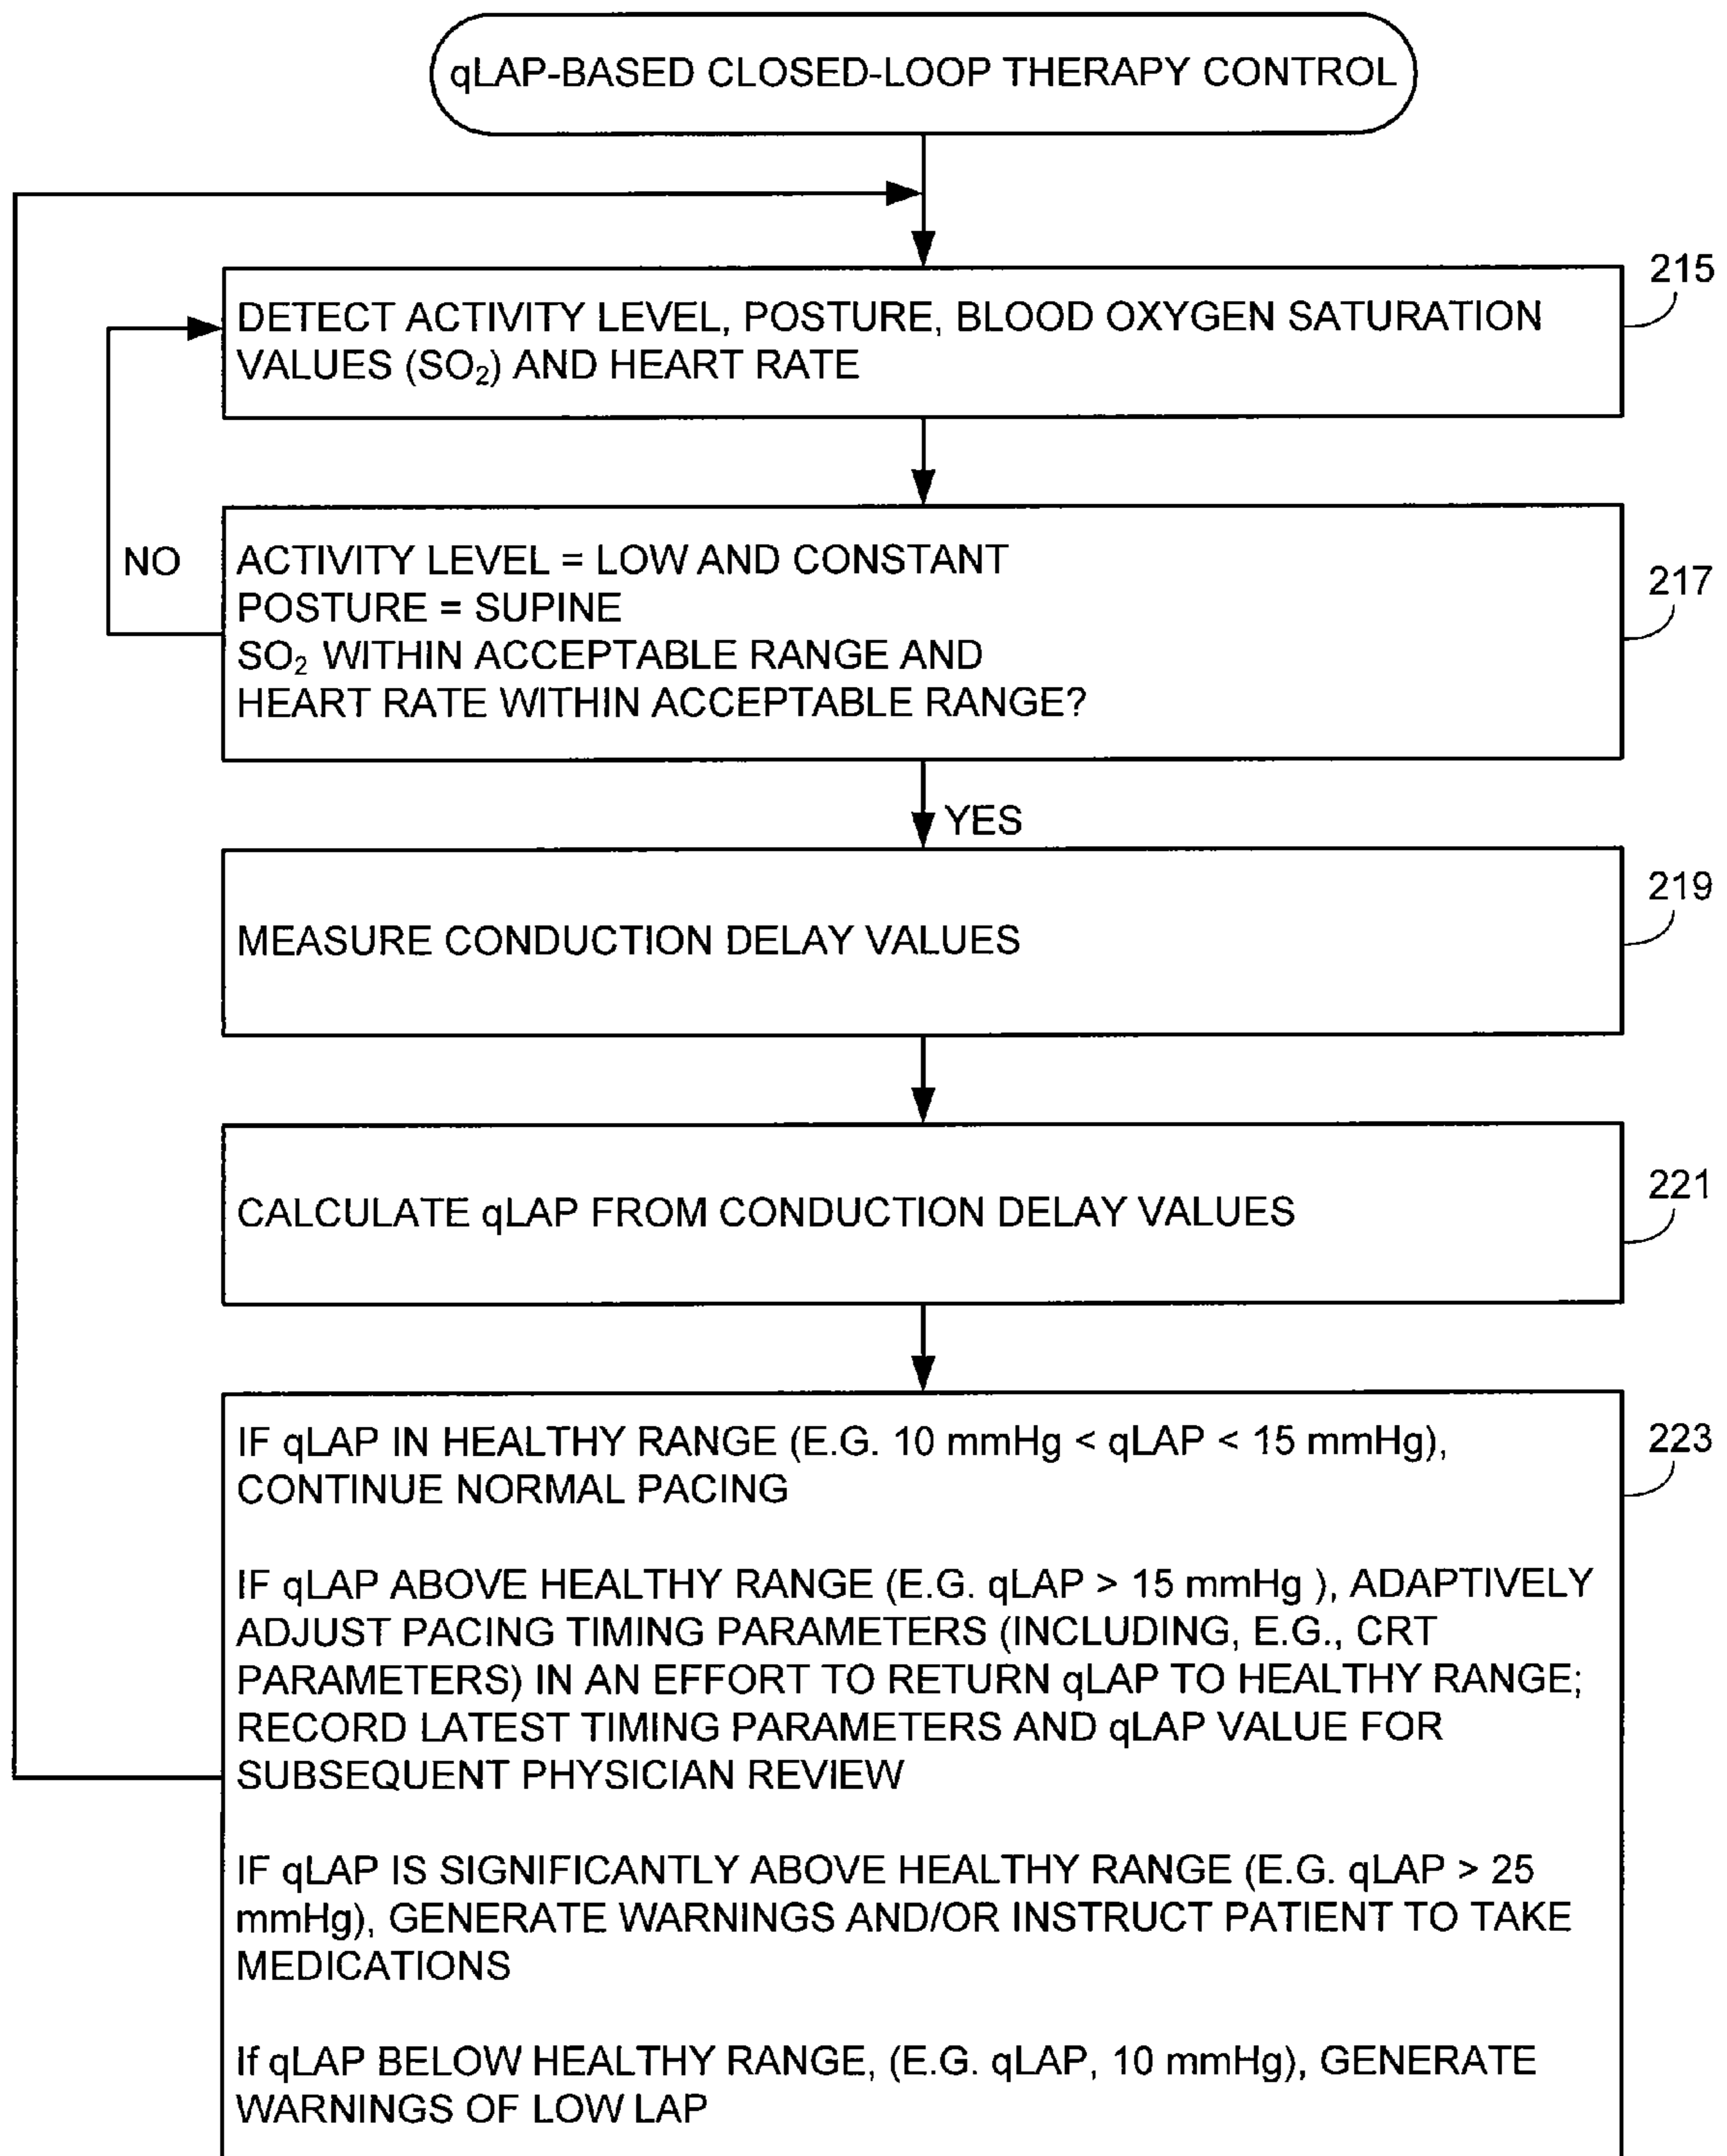 qLAP-BASED CLOSED-LOOP THERAPY CONTROL
215
DETECT ACTIVITY LEVEL, POSTURE, BLOOD OXYGEN SATURATION
VALUES (SO₂) AND HEART RATE
NO
ACTIVITY LEVEL = LOW AND CONSTANT
POSTURE = SUPINE
SO₂ WITHIN ACCEPTABLE RANGE AND
HEART RATE WITHIN ACCEPTABLE RANGE?
217
YES
219
MEASURE CONDUCTION DELAY VALUES
221
CALCULATE qLAP FROM CONDUCTION DELAY VALUES
223
IF qLAP IN HEALTHY RANGE (E.G. 10 mmHg < qLAP < 15 mmHg),
CONTINUE NORMAL PACING
IF qLAP ABOVE HEALTHY RANGE (E.G. qLAP > 15 mmHg ), ADAPTIVELY
ADJUST PACING TIMING PARAMETERS (INCLUDING, E.G., CRT
PARAMETERS) IN AN EFFORT TO RETURN qLAP TO HEALTHY RANGE;
RECORD LATEST TIMING PARAMETERS AND qLAP VALUE FOR
SUBSEQUENT PHYSICIAN REVIEW
IF qLAP IS SIGNIFICANTLY ABOVE HEALTHY RANGE (E.G. qLAP > 25
mmHg), GENERATE WARNINGS AND/OR INSTRUCT PATIENT TO TAKE
MEDICATIONS
If qLAP BELOW HEALTHY RANGE, (E.G. qLAP, 10 mmHg), GENERATE
WARNINGS OF LOW LAP